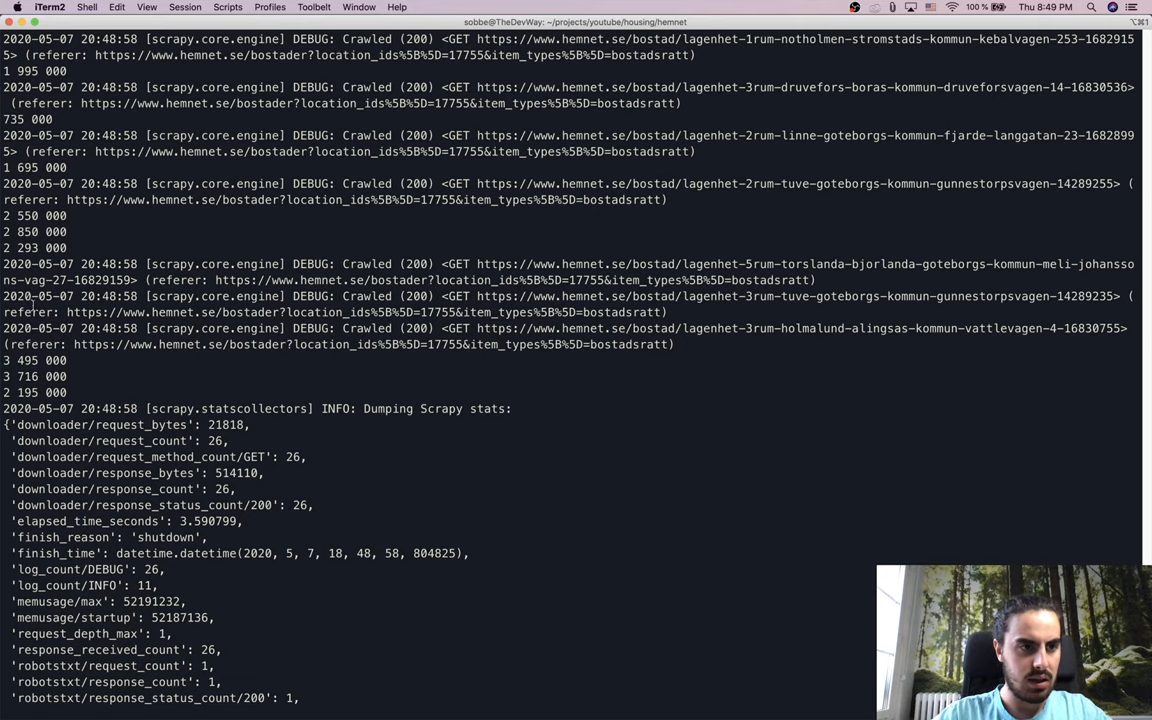 iTerm2 Shell Edit View Session Scripts Profiles Toolbelt Window Help 100 % Thu 8:49 PM
sobbe@TheDevWay: ~/projects/youtube/housing/hemnet ⌥⌘1
2020-05-07 20:48:58 [scrapy.core.engine] DEBUG: Crawled (200) <GET https://www.hemnet.se/bostad/lagenhet-1rum-notholmen-stromstads-kommun-kebalvagen-253-1682915
5> (referer: https://www.hemnet.se/bostader?location_ids%5B%5D=17755&item_types%5B%5D=bostadsratt)
1 995 000
2020-05-07 20:48:58 [scrapy.core.engine] DEBUG: Crawled (200) <GET https://www.hemnet.se/bostad/lagenhet-3rum-druvefors-boras-kommun-druveforsvagen-14-16830536>
(referer: https://www.hemnet.se/bostader?location_ids%5B%5D=17755&item_types%5B%5D=bostadsratt)
735 000
2020-05-07 20:48:58 [scrapy.core.engine] DEBUG: Crawled (200) <GET https://www.hemnet.se/bostad/lagenhet-2rum-linne-goteborgs-kommun-fjarde-langgatan-23-1682899
5> (referer: https://www.hemnet.se/bostader?location_ids%5B%5D=17755&item_types%5B%5D=bostadsratt)
1 695 000
2020-05-07 20:48:58 [scrapy.core.engine] DEBUG: Crawled (200) <GET https://www.hemnet.se/bostad/lagenhet-2rum-tuve-goteborgs-kommun-gunnestorpsvagen-14289255> (
referer: https://www.hemnet.se/bostader?location_ids%5B%5D=17755&item_types%5B%5D=bostadsratt)
2 550 000
2 850 000
2 293 000
2020-05-07 20:48:58 [scrapy.core.engine] DEBUG: Crawled (200) <GET https://www.hemnet.se/bostad/lagenhet-5rum-torslanda-bjorlanda-goteborgs-kommun-meli-johansso
ns-vag-27-16829159> (referer: https://www.hemnet.se/bostader?location_ids%5B%5D=17755&item_types%5B%5D=bostadsratt)
2020-05-07 20:48:58 [scrapy.core.engine] DEBUG: Crawled (200) <GET https://www.hemnet.se/bostad/lagenhet-3rum-tuve-goteborgs-kommun-gunnestorpsvagen-14289235> (
referer: https://www.hemnet.se/bostader?location_ids%5B%5D=17755&item_types%5B%5D=bostadsratt)
2020-05-07 20:48:58 [scrapy.core.engine] DEBUG: Crawled (200) <GET https://www.hemnet.se/bostad/lagenhet-3rum-holmalund-alingsas-kommun-vattlevagen-4-16830755>
(referer: https://www.hemnet.se/bostader?location_ids%5B%5D=17755&item_types%5B%5D=bostadsratt)
3 495 000
3 716 000
2 195 000
2020-05-07 20:48:58 [scrapy.statscollectors] INFO: Dumping Scrapy stats:
{'downloader/request_bytes': 21818,
'downloader/request_count': 26,
'downloader/request_method_count/GET': 26,
'downloader/response_bytes': 514110,
'downloader/response_count': 26,
'downloader/response_status_count/200': 26,
'elapsed_time_seconds': 3.590799,
'finish_reason': 'shutdown',
'finish_time': datetime.datetime(2020, 5, 7, 18, 48, 58, 804825),
'log_count/DEBUG': 26,
'log_count/INFO': 11,
'memusage/max': 52191232,
'memusage/startup': 52187136,
'request_depth_max': 1,
'response_received_count': 26,
'robotstxt/request_count': 1,
'robotstxt/response_count': 1,
'robotstxt/response_status_count/200': 1,